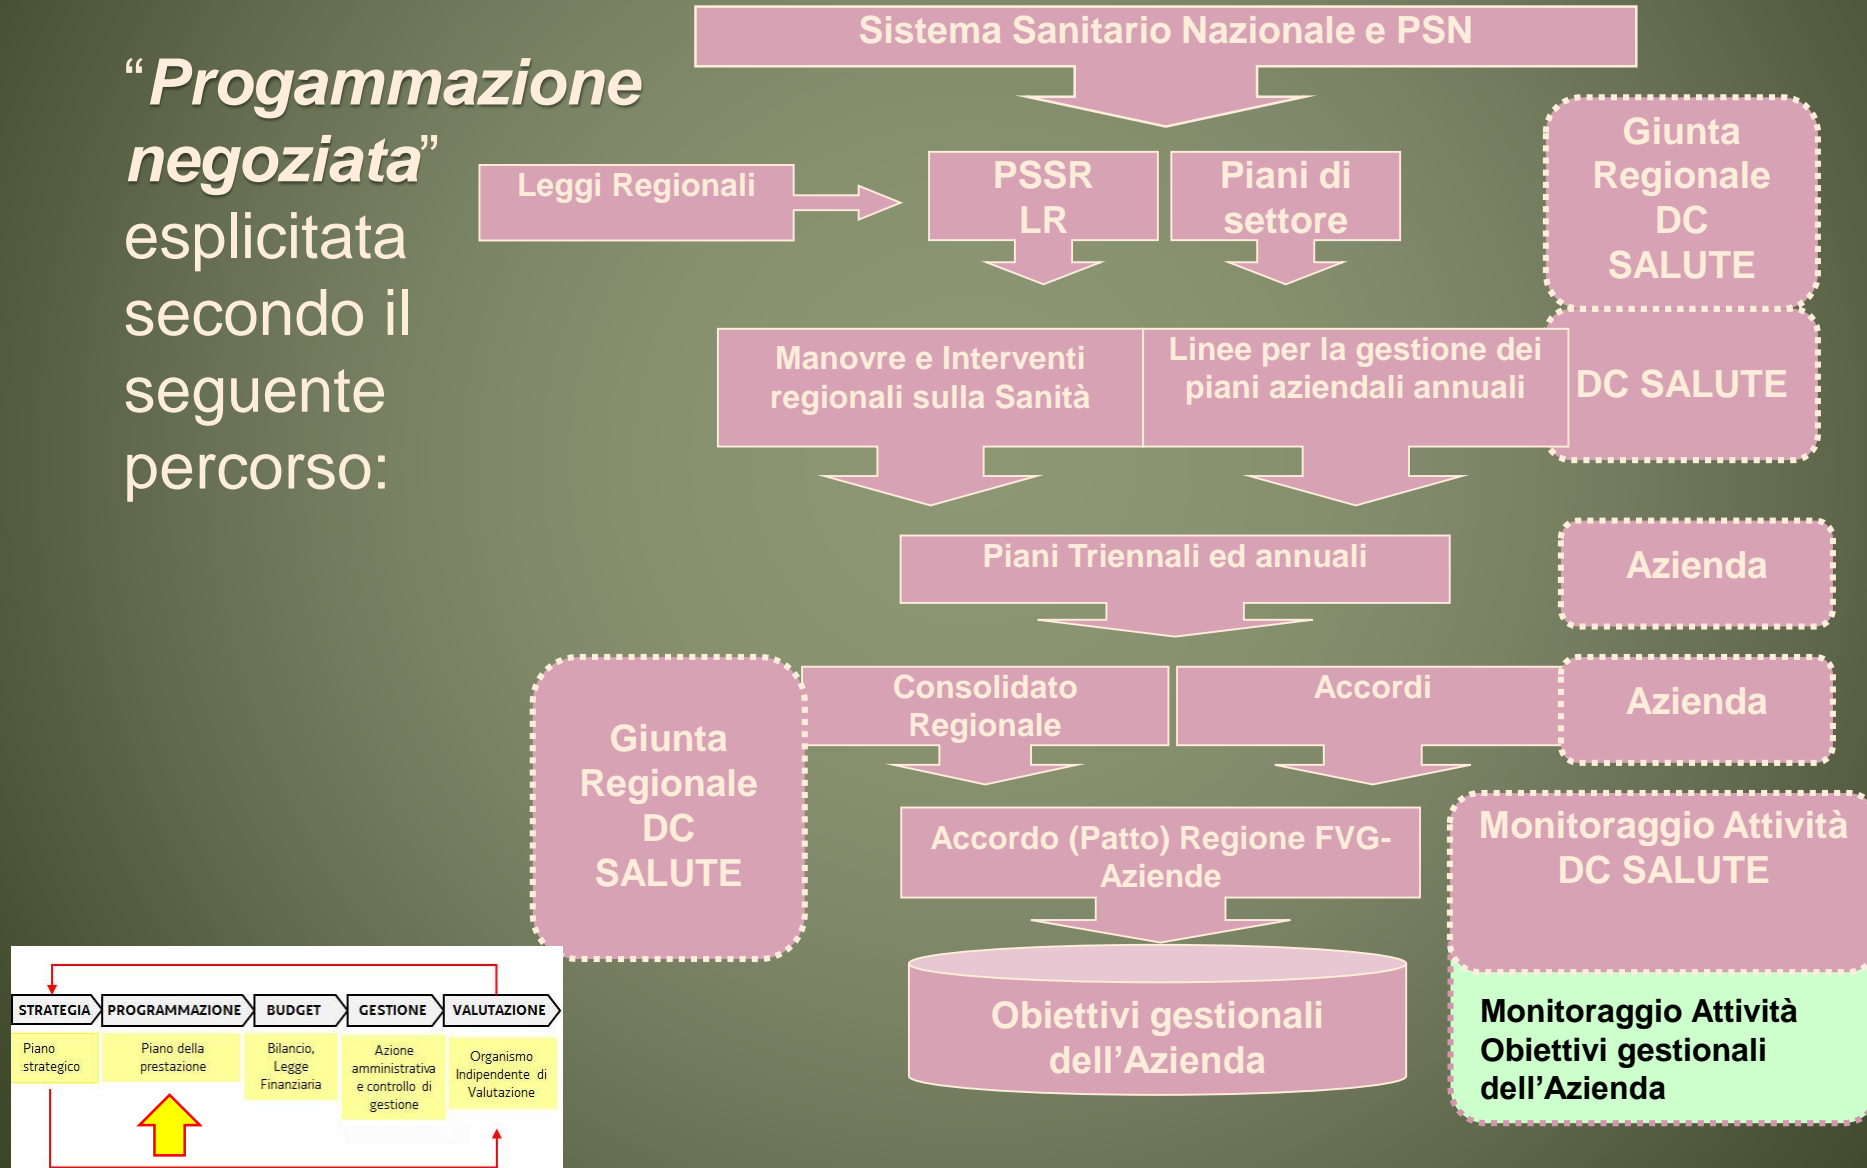 “Progammazione
negoziata”
esplicitata
secondo il
seguente
percorso:
Sistema Sanitario Nazionale e PSN
Leggi Regionali
PSSR
LR
Piani di
settore
Giunta
Regionale
DC
SALUTE
Manovre e Interventi
regionali sulla Sanità
Linee per la gestione dei
piani aziendali annuali
DC SALUTE
Piani Triennali ed annuali
Azienda
Giunta
Regionale
DC
SALUTE
Consolidato
Regionale
Accordi
Azienda
Accordo (Patto) Regione FVG-
Aziende
Monitoraggio Attività
DC SALUTE
Obiettivi gestionali
dell’Azienda
Monitoraggio Attività
Obiettivi gestionali
dell’Azienda
STRATEGIA
PROGRAMMAZIONE
BUDGET
GESTIONE
VALUTAZIONE
Piano
strategico
Piano della
prestazione
Bilancio,
Legge
Finanziaria
Azione
amministrativa
e controllo di
gestione
Organismo
Indipendente di
Valutazione